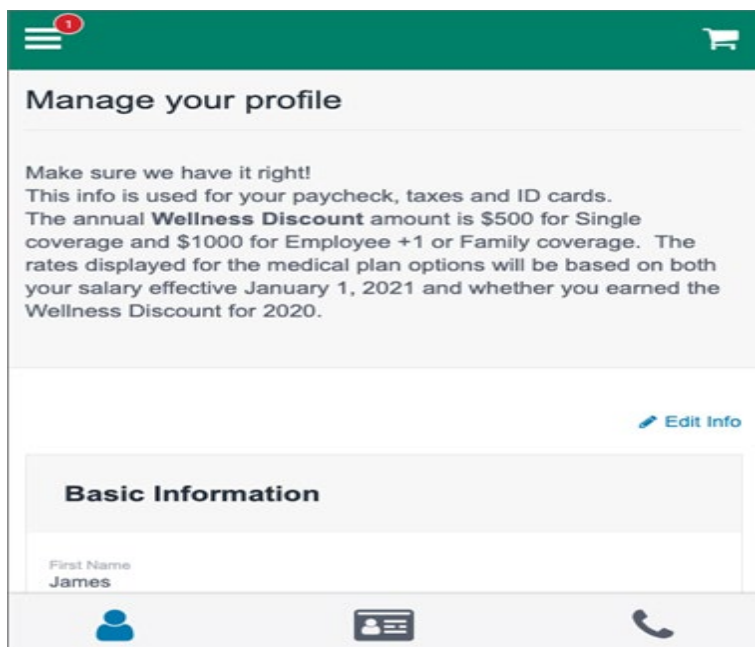 1
Manage your profile
Make sure we have it right!
This info is used for your paycheck, taxes and ID cards.
The annual Wellness Discount amount is $500 for Single
coverage and $1000 for Employee +1 or Family coverage.  The
rates displayed for the medical plan options will be based on both
your salary effective January 1, 2021 and whether you earned the
Wellness Discount for 2020.
Edit Info
Basic Information
First Name
James